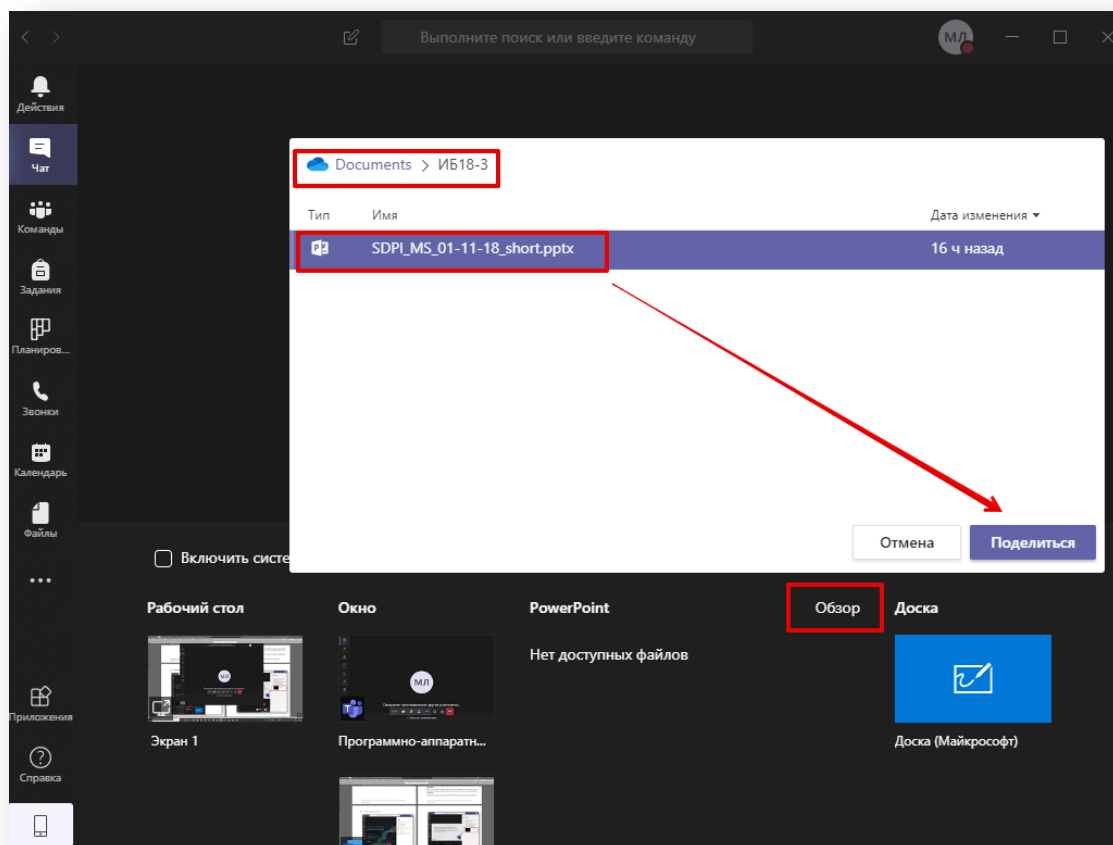 Выполните поиск или введите команду
МЛ
Действия
Чат
Команды
Задания
Планиров...
Звонки
Календарь
Файлы
Приложения
Справка
Documents > ИБ18-3
Тип Имя Дата изменения
SDPI_MS_01-11-18_short.pptx 16 ч назад
Отмена Поделиться
Включить систе
Рабочий стол Окно PowerPoint Обзор Доска
Нет доступных файлов
МЛ
МЛ
Экран 1 Программно-аппаратн... Доска (Майкрософт)